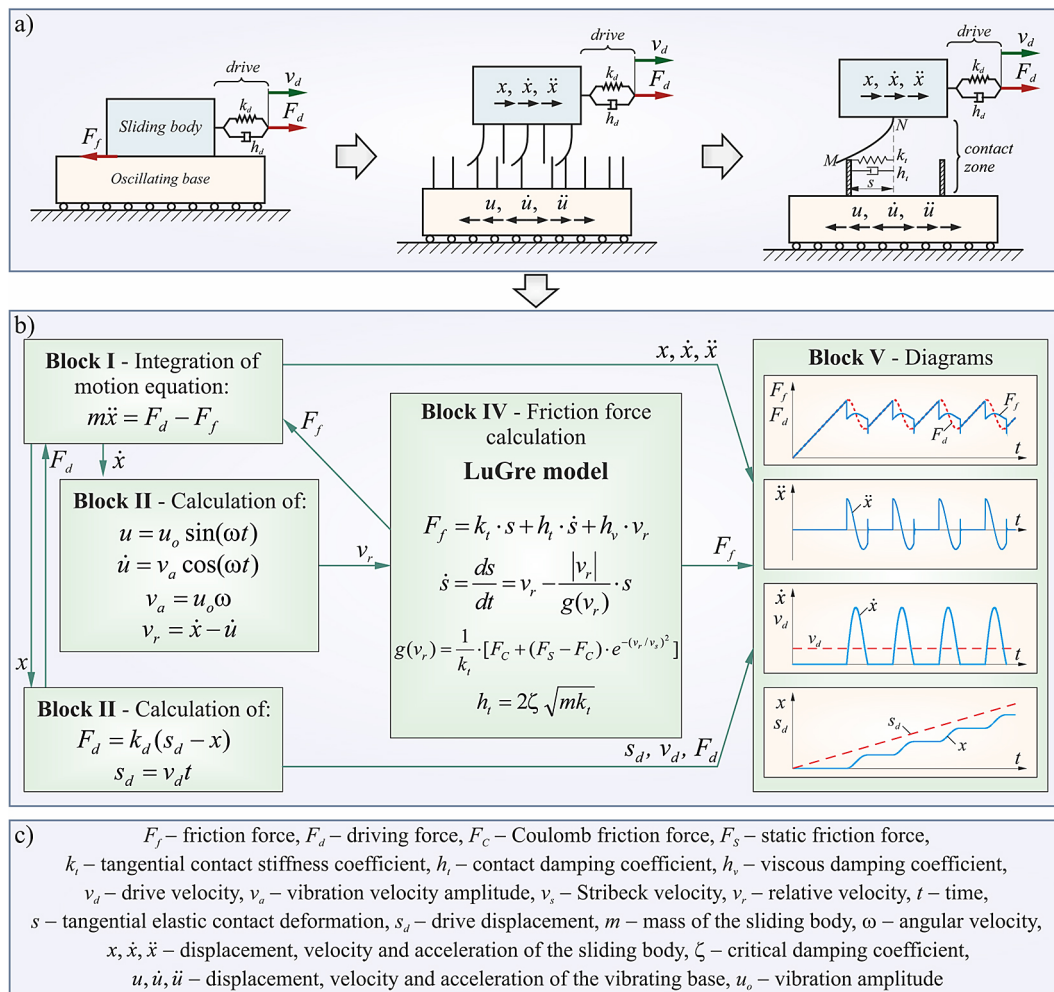 a)
drive
v_d
k_d
F_d
h_d
Sliding body
F_f
Oscillating base
drive
v_d
k_d
F_d
h_d
x, ẋ, ẍ
u, u̇, ü
drive
v_d
k_d
F_d
h_d
x, ẋ, ẍ
N
M
k_t
h_t
s
contact
zone
u, u̇, ü
b)
Block I - Integration of
motion equation:
mẍ = F_d − F_f
x, ẋ, ẍ
F_f
F_d
ẋ
Block II - Calculation of:
u = u_o sin(ωt)
u̇ = v_a cos(ωt)
v_a = u_oω
v_r = ẋ − u̇
v_r
x
Block II - Calculation of:
F_d = k_d(s_d − x)
s_d = v_dt
Block IV - Friction force
calculation
LuGre model
F_f = k_t · s + h_t · ṡ + h_v · v_r
ṡ = ds/dt = v_r − |v_r|/g(v_r) · s
g(v_r) = 1/k_t · [F_C + (F_S − F_C) · e^−(v_r/v_s)²]
h_t = 2ζ √mk_t
F_f
s_d, v_d, F_d
Block V - Diagrams
F_f
F_d
F_f
F_d
t
ẍ
ẍ
t
ẋ
v_d
ẋ
v_d
t
x
s_d
s_d
x
t
c)
F_f – friction force, F_d – driving force, F_C – Coulomb friction force, F_S – static friction force,
k_t – tangential contact stiffness coefficient, h_t – contact damping coefficient, h_v – viscous damping coefficient,
v_d – drive velocity, v_a – vibration velocity amplitude, v_s – Stribeck velocity, v_r – relative velocity, t – time,
s – tangential elastic contact deformation, s_d – drive displacement, m – mass of the sliding body, ω – angular velocity,
x, ẋ, ẍ – displacement, velocity and acceleration of the sliding body, ζ – critical damping coefficient,
u, u̇, ü – displacement, velocity and acceleration of the vibrating base, u_o – vibration amplitude